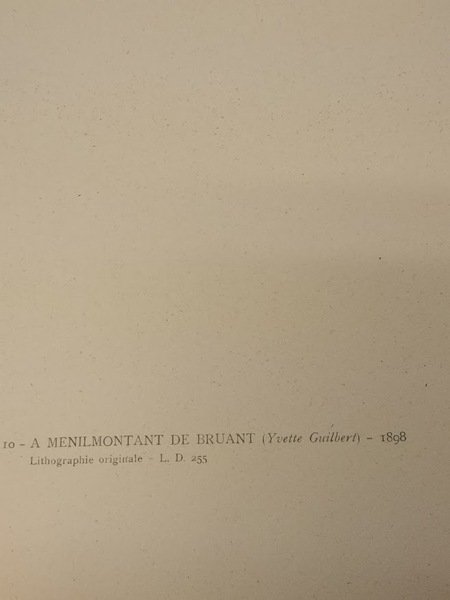 10 - A MENILMONTANT DE BRUANT (Yvette Guilbert) - 1898
Lithographie originale - L. D. 255